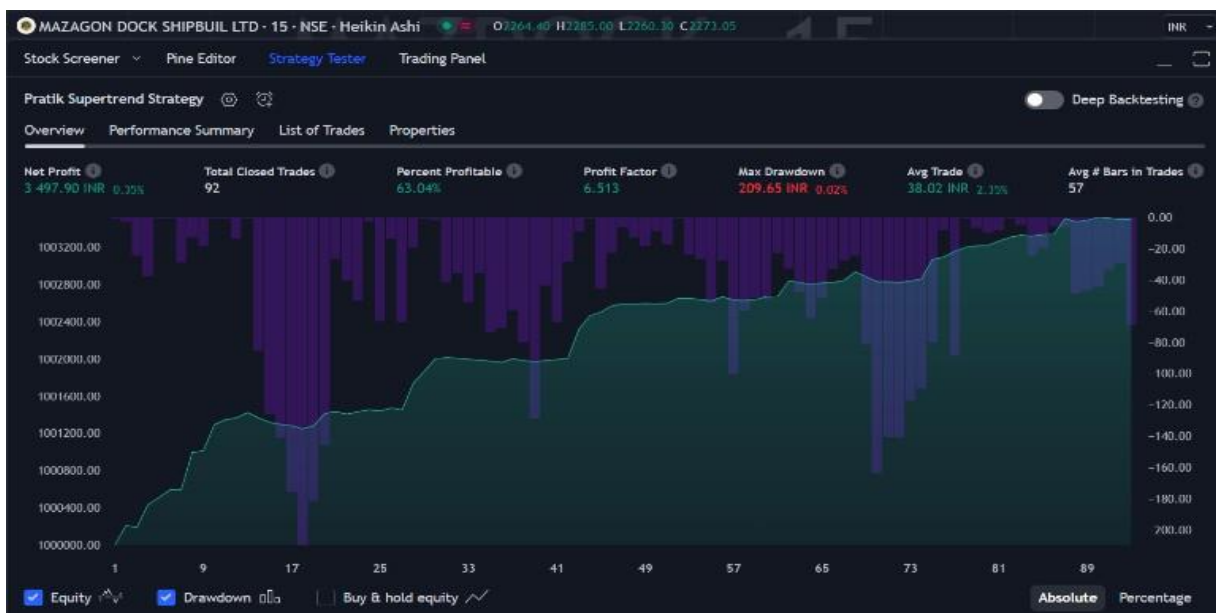 MAZAGON DOCK SHIPBUIL LTD · 15 · NSE · Heikin Ashi O2264.40 H2285.00 L2260.30 C2273.05 INR
Stock Screener Pine Editor Strategy Tester Trading Panel
Pratik Supertrend Strategy Deep Backtesting
Overview Performance Summary List of Trades Properties
Net Profit Total Closed Trades Percent Profitable Profit Factor Max Drawdown Avg Trade Avg # Bars in Trades
3 497.90 INR 0.35% 92 63.04% 6.513 209.65 INR 0.02% 38.02 INR 2.35% 57
0.00
1003200.00 -20.00
1002800.00 -40.00
1002400.00 -60.00
-80.00
1002000.00 -100.00
1001600.00 -120.00
1001200.00 -140.00
1000800.00 -160.00
1000400.00 -180.00
1000000.00 200.00
1 9 17 25 33 41 49 57 65 73 81 89
Equity Drawdown Buy & hold equity Absolute Percentage